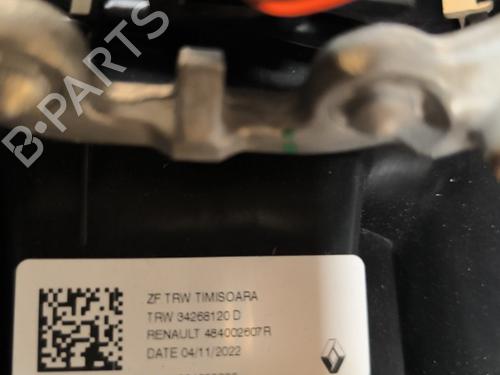 B-PARTS
ZF TRW TIMISOARA
TRW 34268120 D
RENAULT 484002607R
DATE 04/11/2022